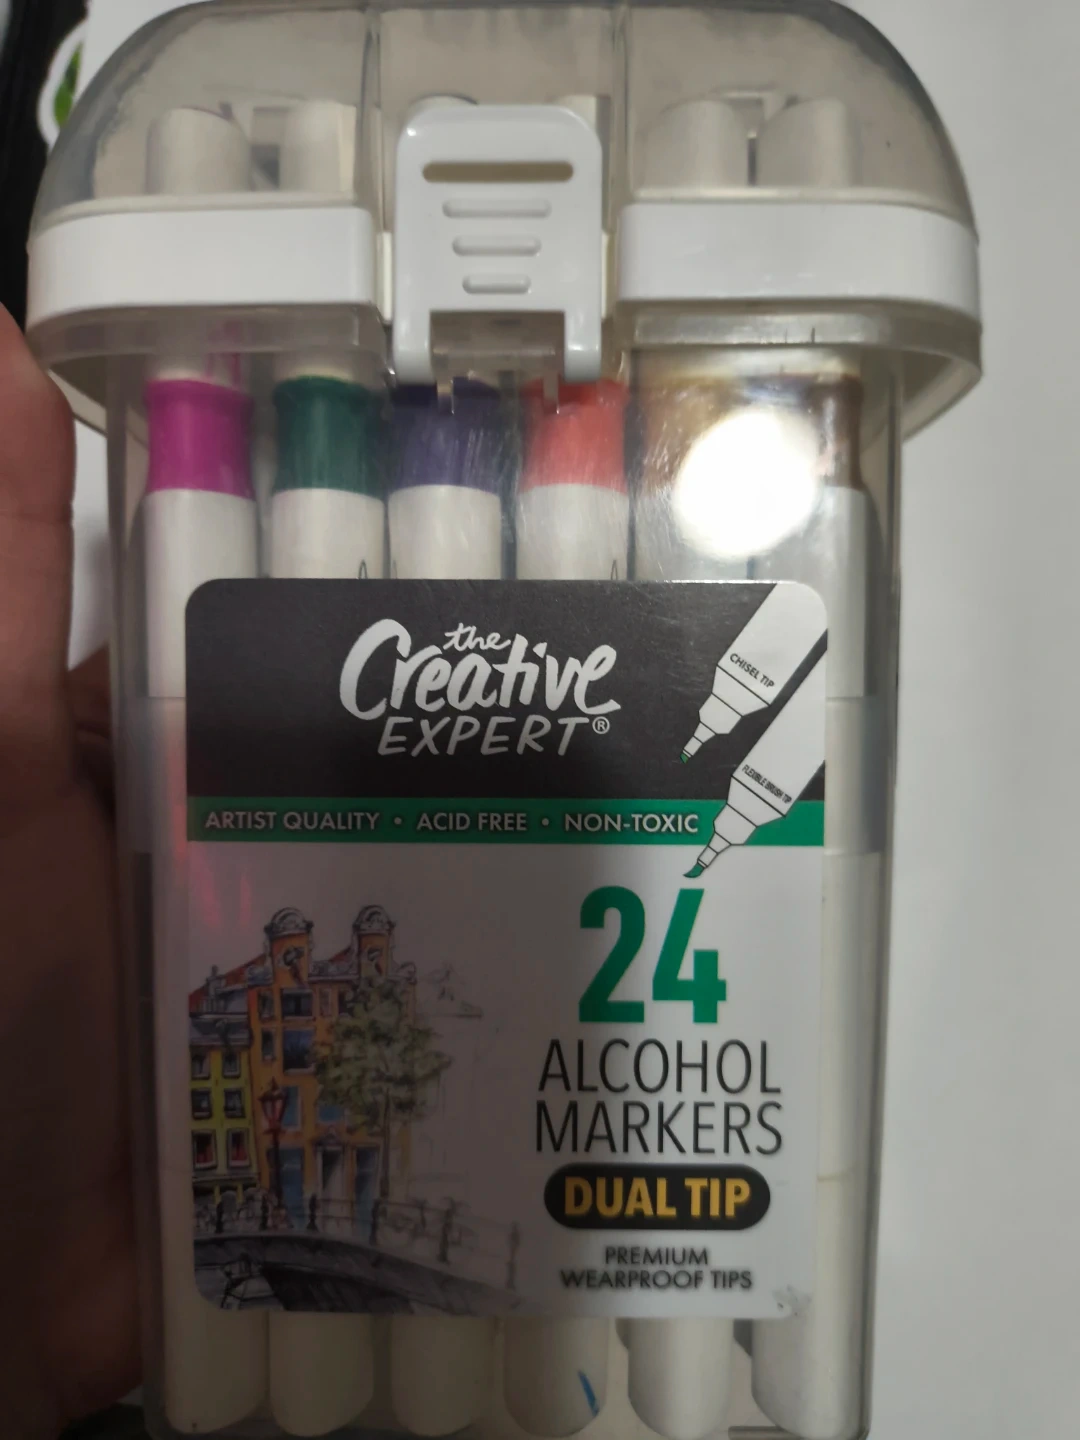 the
Creative
EXPERT®
CHISEL TIP
FLEXIBLE BRUSH TIP
ARTIST QUALITY • ACID FREE • NON-TOXIC
24
ALCOHOL
MARKERS
DUAL TIP
PREMIUM
WEARPROOF TIPS